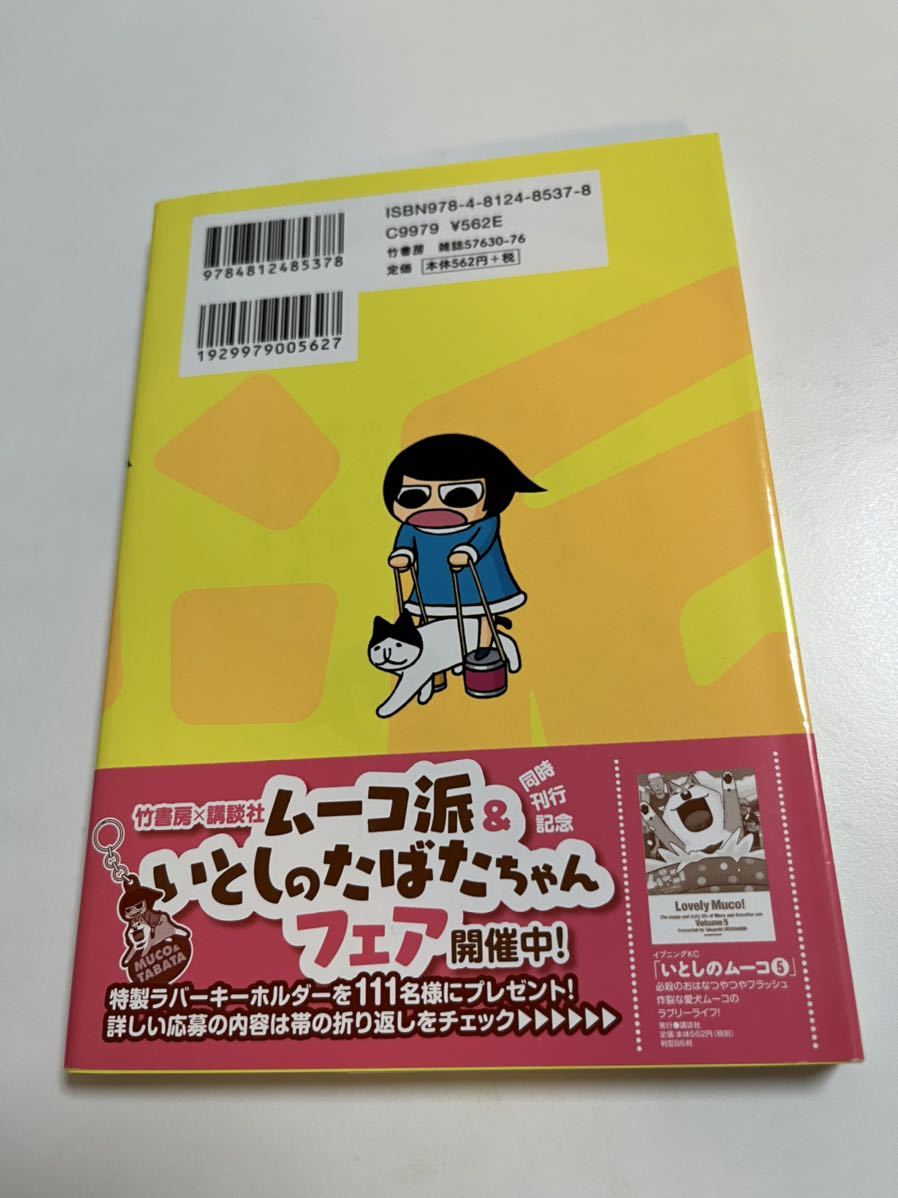 ISBN978-4-8124-8537-8
C9979 ¥562E
竹書房 雑誌57630-76
定価 本体562円+税
9784812485378
1929979005627
竹書房×講談社
ムーコ派&
いとしのたばたちゃん
フェア開催中!
同時
刊行
記念
MUCO&
TABATA
特製ラバーキーホルダーを111名様にプレゼント!
詳しい応募の内容は帯の折り返しをチェック▶▶▶▶▶▶
Lovely Muco!
Volume 5
イブニングKC
「いとしのムーコ5」
必殺のおはなつやつやフラッシュ
炸裂な愛犬ムーコの
ラブリーライフ!
発行●講談社
定価:本体562円(税別)
判型B6判